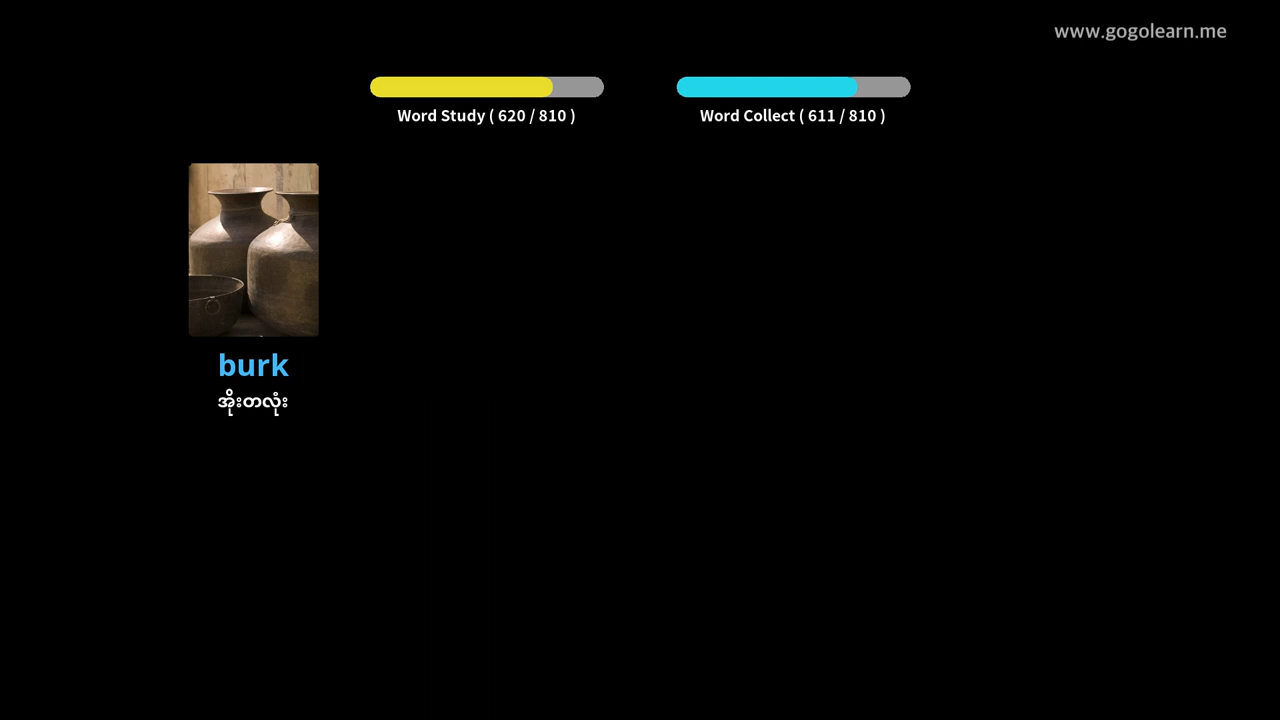 www.gogolearn.me
Word Study ( 620 / 810 )
Word Collect ( 611 / 810 )
burk
အိုးတလုံး